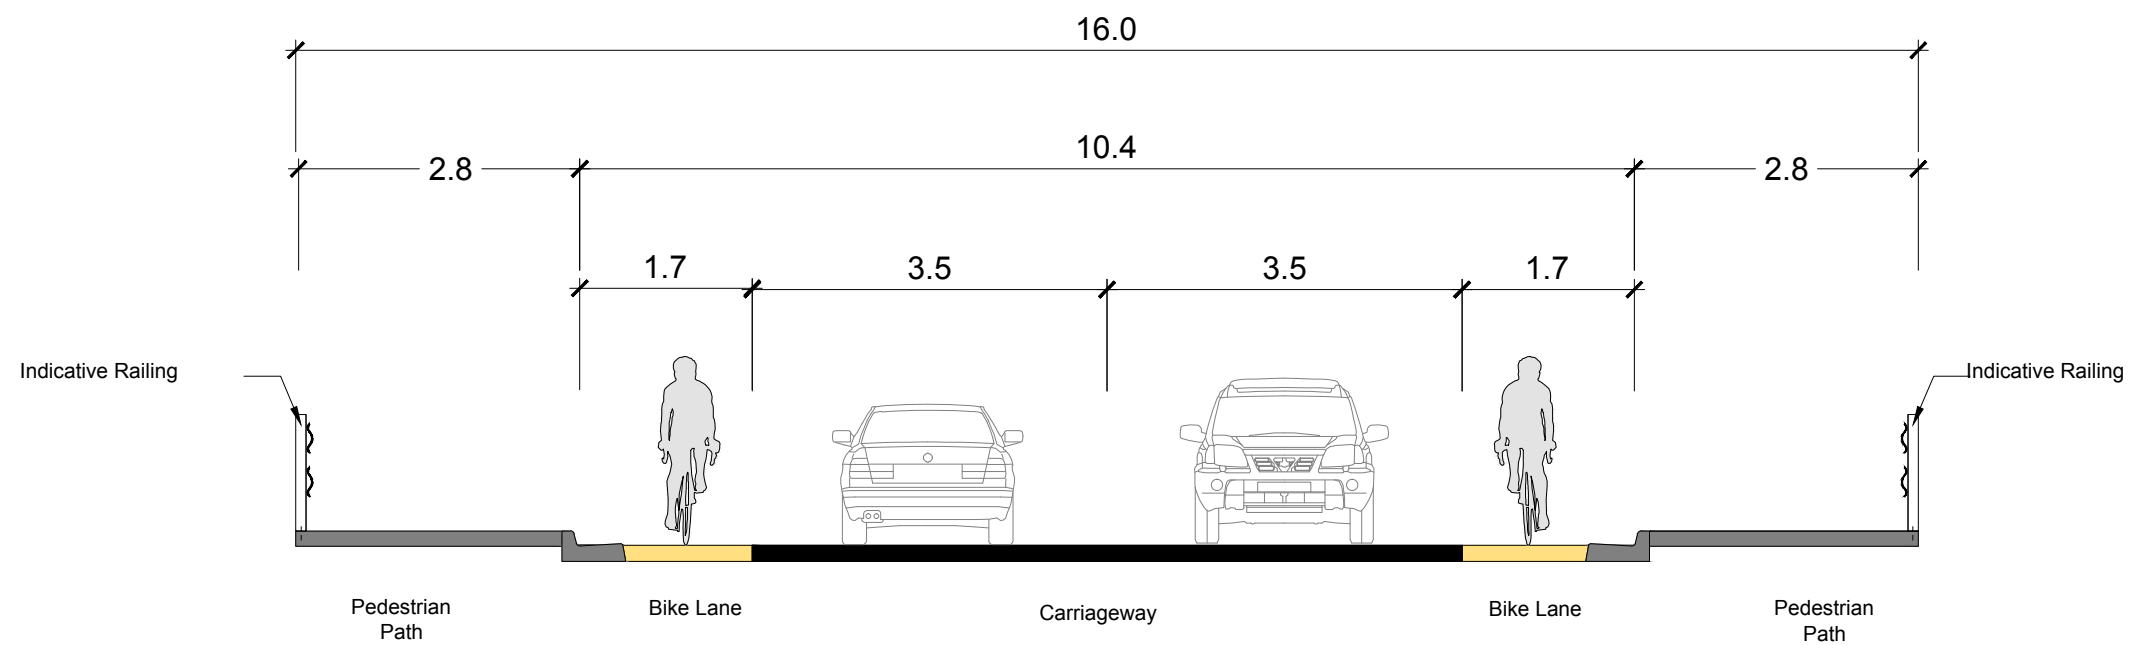 16.0
10.4
2.8
2.8
1.7
3.5
3.5
1.7
Indicative Railing
Indicative Railing
Pedestrian
Path
Bike Lane
Carriageway
Bike Lane
Pedestrian
Path